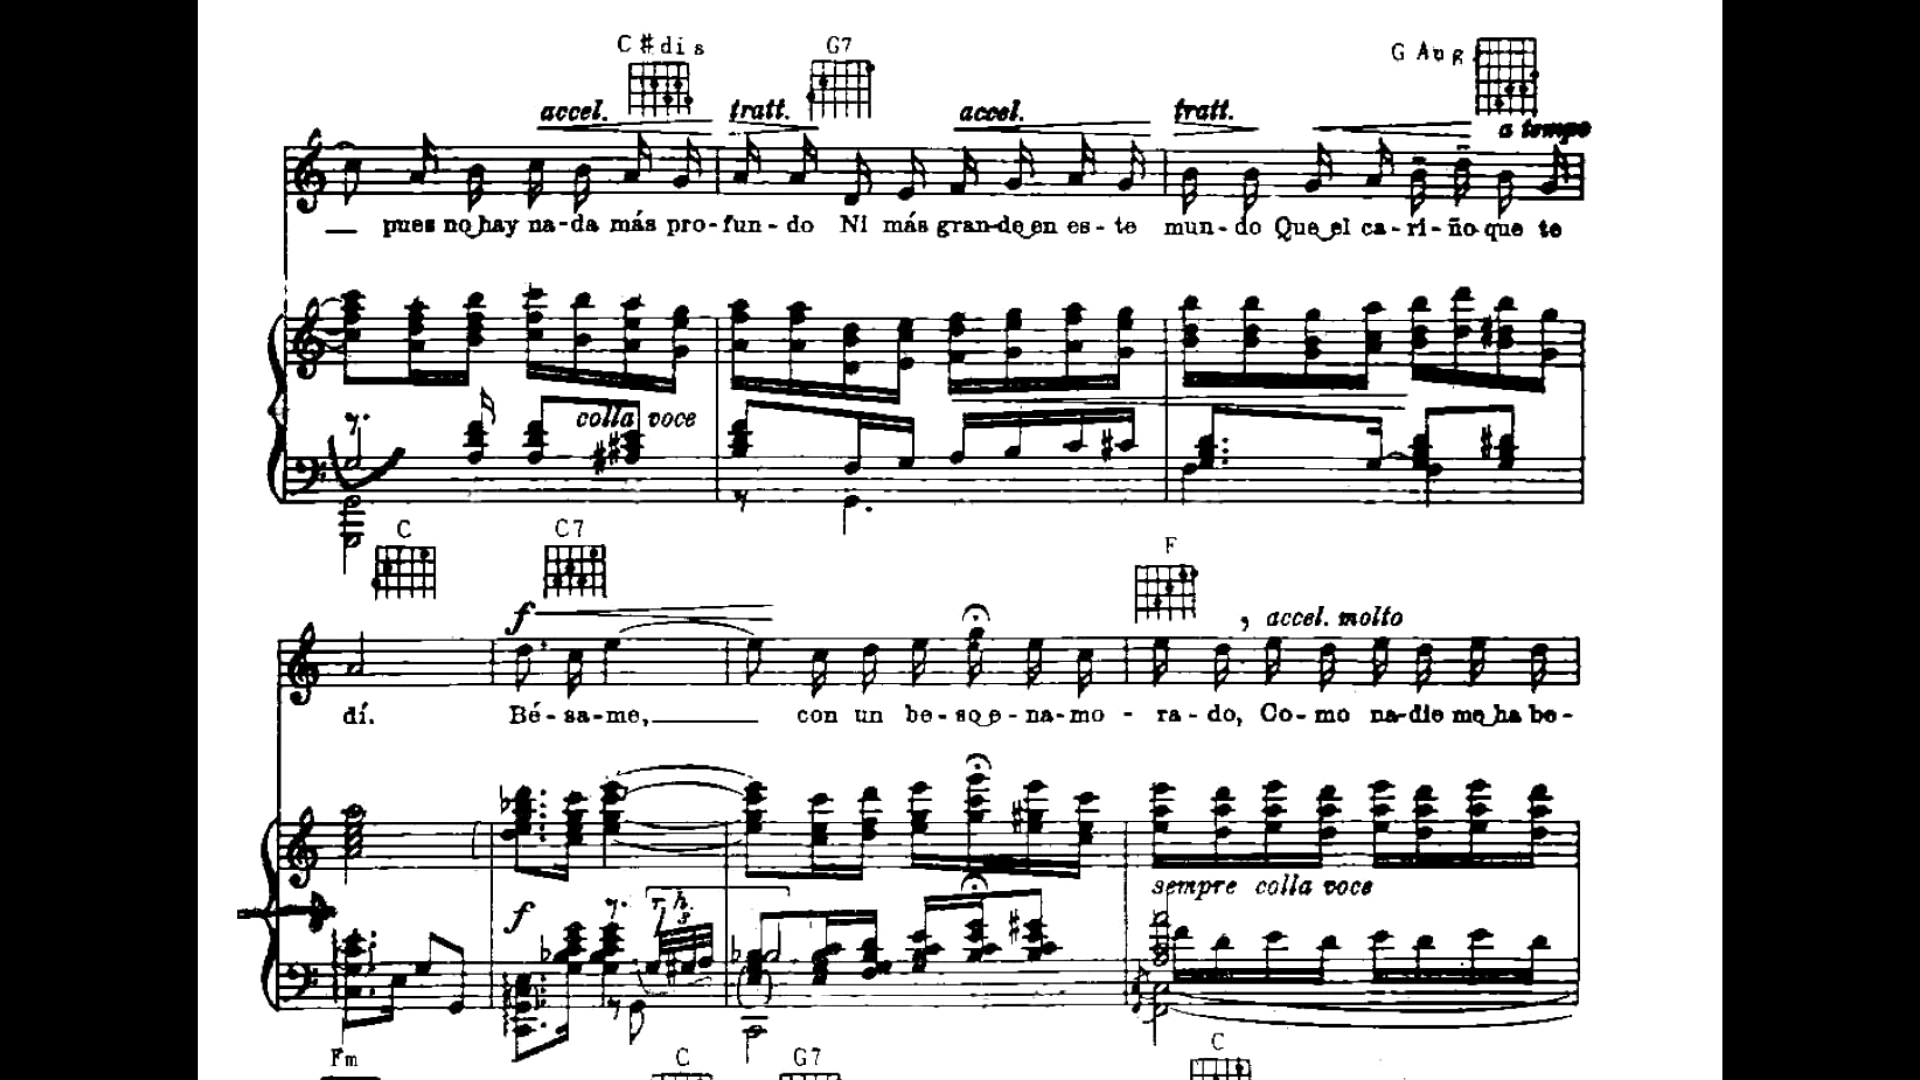 C#dis G7 G Aug.
accel. tratt. accel. tratt. a tempo
pues no hay na-da más pro-fun-do Ni más gran-de en es-te mun-do Que el ca-ri-ño que te
colla voce
C C7 F
f accel. molto
dí. Bé-sa-me, con un be-so e-na-mo-ra-do, Co-mo na-die me ha be-
sempre colla voce
f r.h.
3
Fm C G7 C